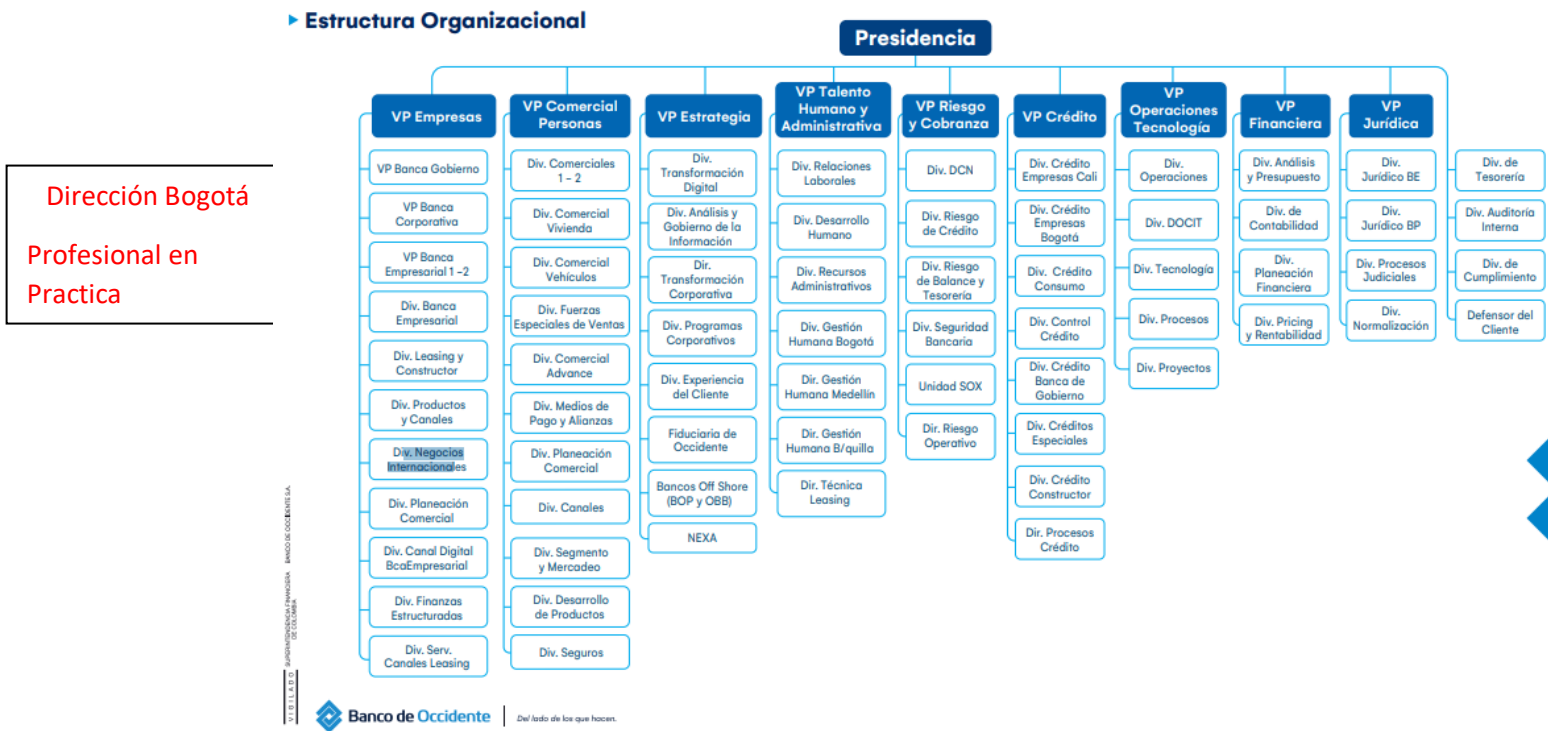 Estructura Organizacional
Presidencia
Dirección Bogotá
Profesional en
Practica
VP Empresas
VP Banca Gobierno
VP Banca
Corporativa
VP Banca
Empresarial 1 -2
Div. Banca
Empresarial
Div. Leasing y
Constructor
Div. Productos
y Canales
Div. Negocios
Internacionales
Div. Planeación
Comercial
Div. Canal Digital
BcaEmpresarial
Div. Finanzas
Estructuradas
Div. Serv.
Canales Leasing
VP Comercial
Personas
Div. Comerciales
1 - 2
Div. Comercial
Vivienda
Div. Comercial
Vehículos
Div. Fuerzas
Especiales de Ventas
Div. Comercial
Advance
Div. Medios de
Pago y Alianzas
Div. Planeación
Comercial
Div. Canales
Div. Segmento
y Mercadeo
Div. Desarrollo
de Productos
Div. Seguros
VP Estrategia
Div.
Transformación
Digital
Div. Análisis y
Gobierno de la
Información
Dir.
Transformación
Corporativa
Div. Programas
Corporativos
Div. Experiencia
del Cliente
Fiduciaria de
Occidente
Bancos Off Shore
(BOP y OBB)
NEXA
VP Talento
Humano y
Administrativa
Div. Relaciones
Laborales
Div. Desarrollo
Humano
Div. Recursos
Administrativos
Div. Gestión
Humana Bogotá
Dir. Gestión
Humana Medellín
Dir. Gestión
Humana B/quilla
Dir. Técnica
Leasing
VP Riesgo
y Cobranza
Div. DCN
Div. Riesgo
de Crédito
Div. Riesgo
de Balance y
Tesorería
Div. Seguridad
Bancaria
Unidad SOX
Dir. Riesgo
Operativo
VP Crédito
Div. Crédito
Empresas Cali
Div. Crédito
Empresas
Bogotá
Div. Crédito
Consumo
Div. Control
Crédito
Div. Crédito
Banca de
Gobierno
Div. Créditos
Especiales
Div. Crédito
Constructor
Dir. Procesos
Crédito
VP
Operaciones
Tecnología
Div.
Operaciones
Div. DOCIT
Div. Tecnología
Div. Procesos
Div. Proyectos
VP
Financiera
Div. Análisis
y Presupuesto
Div. de
Contabilidad
Div.
Planeación
Financiera
Div. Pricing
y Rentabilidad
VP
Jurídica
Div.
Jurídico BE
Div.
Jurídico BP
Div. Procesos
Judiciales
Div.
Normalización
Div. de
Tesorería
Div. Auditoría
Interna
Div. de
Cumplimiento
Defensor del
Cliente
VIGILADO
SUPERINTENDENCIA FINANCIERA
DE COLOMBIA
BANCO DE OCCIDENTE S.A.
Banco de Occidente
Del lado de los que hacen.